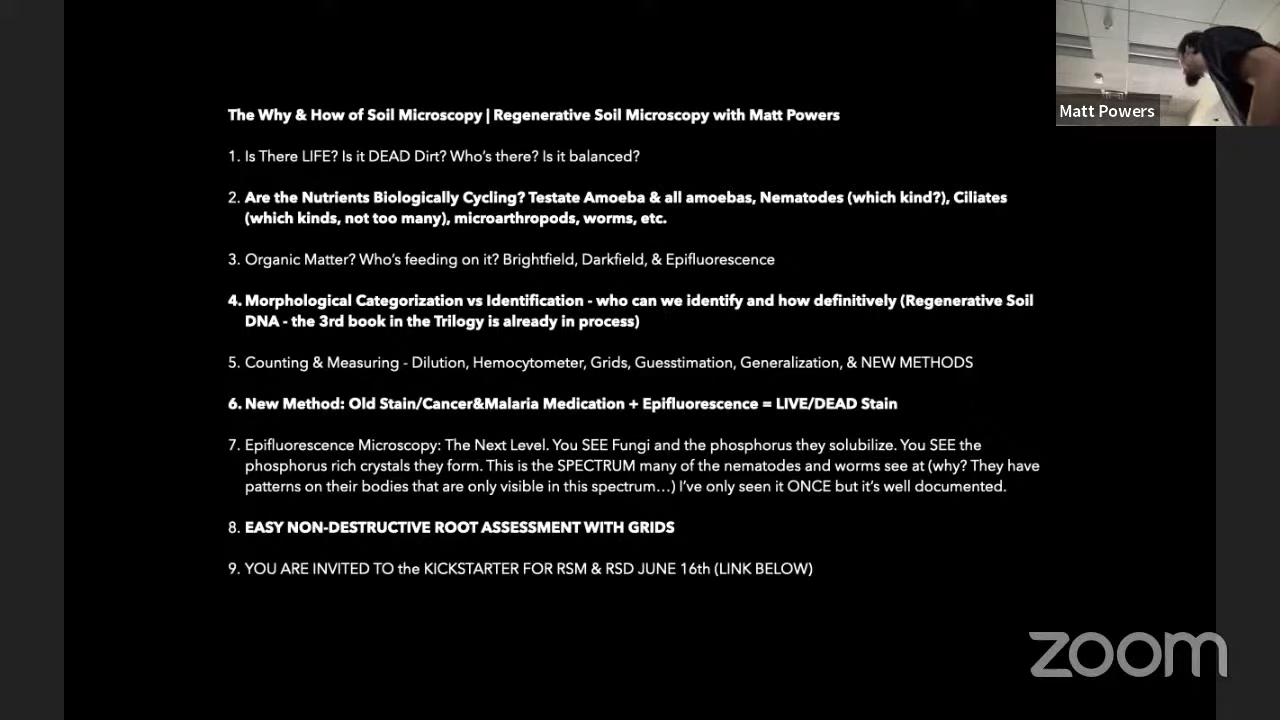 The Why & How of Soil Microscopy | Regenerative Soil Microscopy with Matt Powers
1. Is There LIFE? Is it DEAD Dirt? Who's there? Is it balanced?
2. Are the Nutrients Biologically Cycling? Testate Amoeba & all amoebas, Nematodes (which kind?), Ciliates
(which kinds, not too many), microarthropods, worms, etc.
3. Organic Matter? Who's feeding on it? Brightfield, Darkfield, & Epifluorescence
4. Morphological Categorization vs Identification - who can we identify and how definitively (Regenerative Soil
DNA - the 3rd book in the Trilogy is already in process)
5. Counting & Measuring - Dilution, Hemocytometer, Grids, Guesstimation, Generalization, & NEW METHODS
6. New Method: Old Stain/Cancer&Malaria Medication + Epifluorescence = LIVE/DEAD Stain
7. Epifluorescence Microscopy: The Next Level. You SEE Fungi and the phosphorus they solubilize. You SEE the
phosphorus rich crystals they form. This is the SPECTRUM many of the nematodes and worms see at (why? They have
patterns on their bodies that are only visible in this spectrum...) I've only seen it ONCE but it's well documented.
8. EASY NON-DESTRUCTIVE ROOT ASSESSMENT WITH GRIDS
9. YOU ARE INVITED TO the KICKSTARTER FOR RSM & RSD JUNE 16th (LINK BELOW)
Matt Powers
zoom